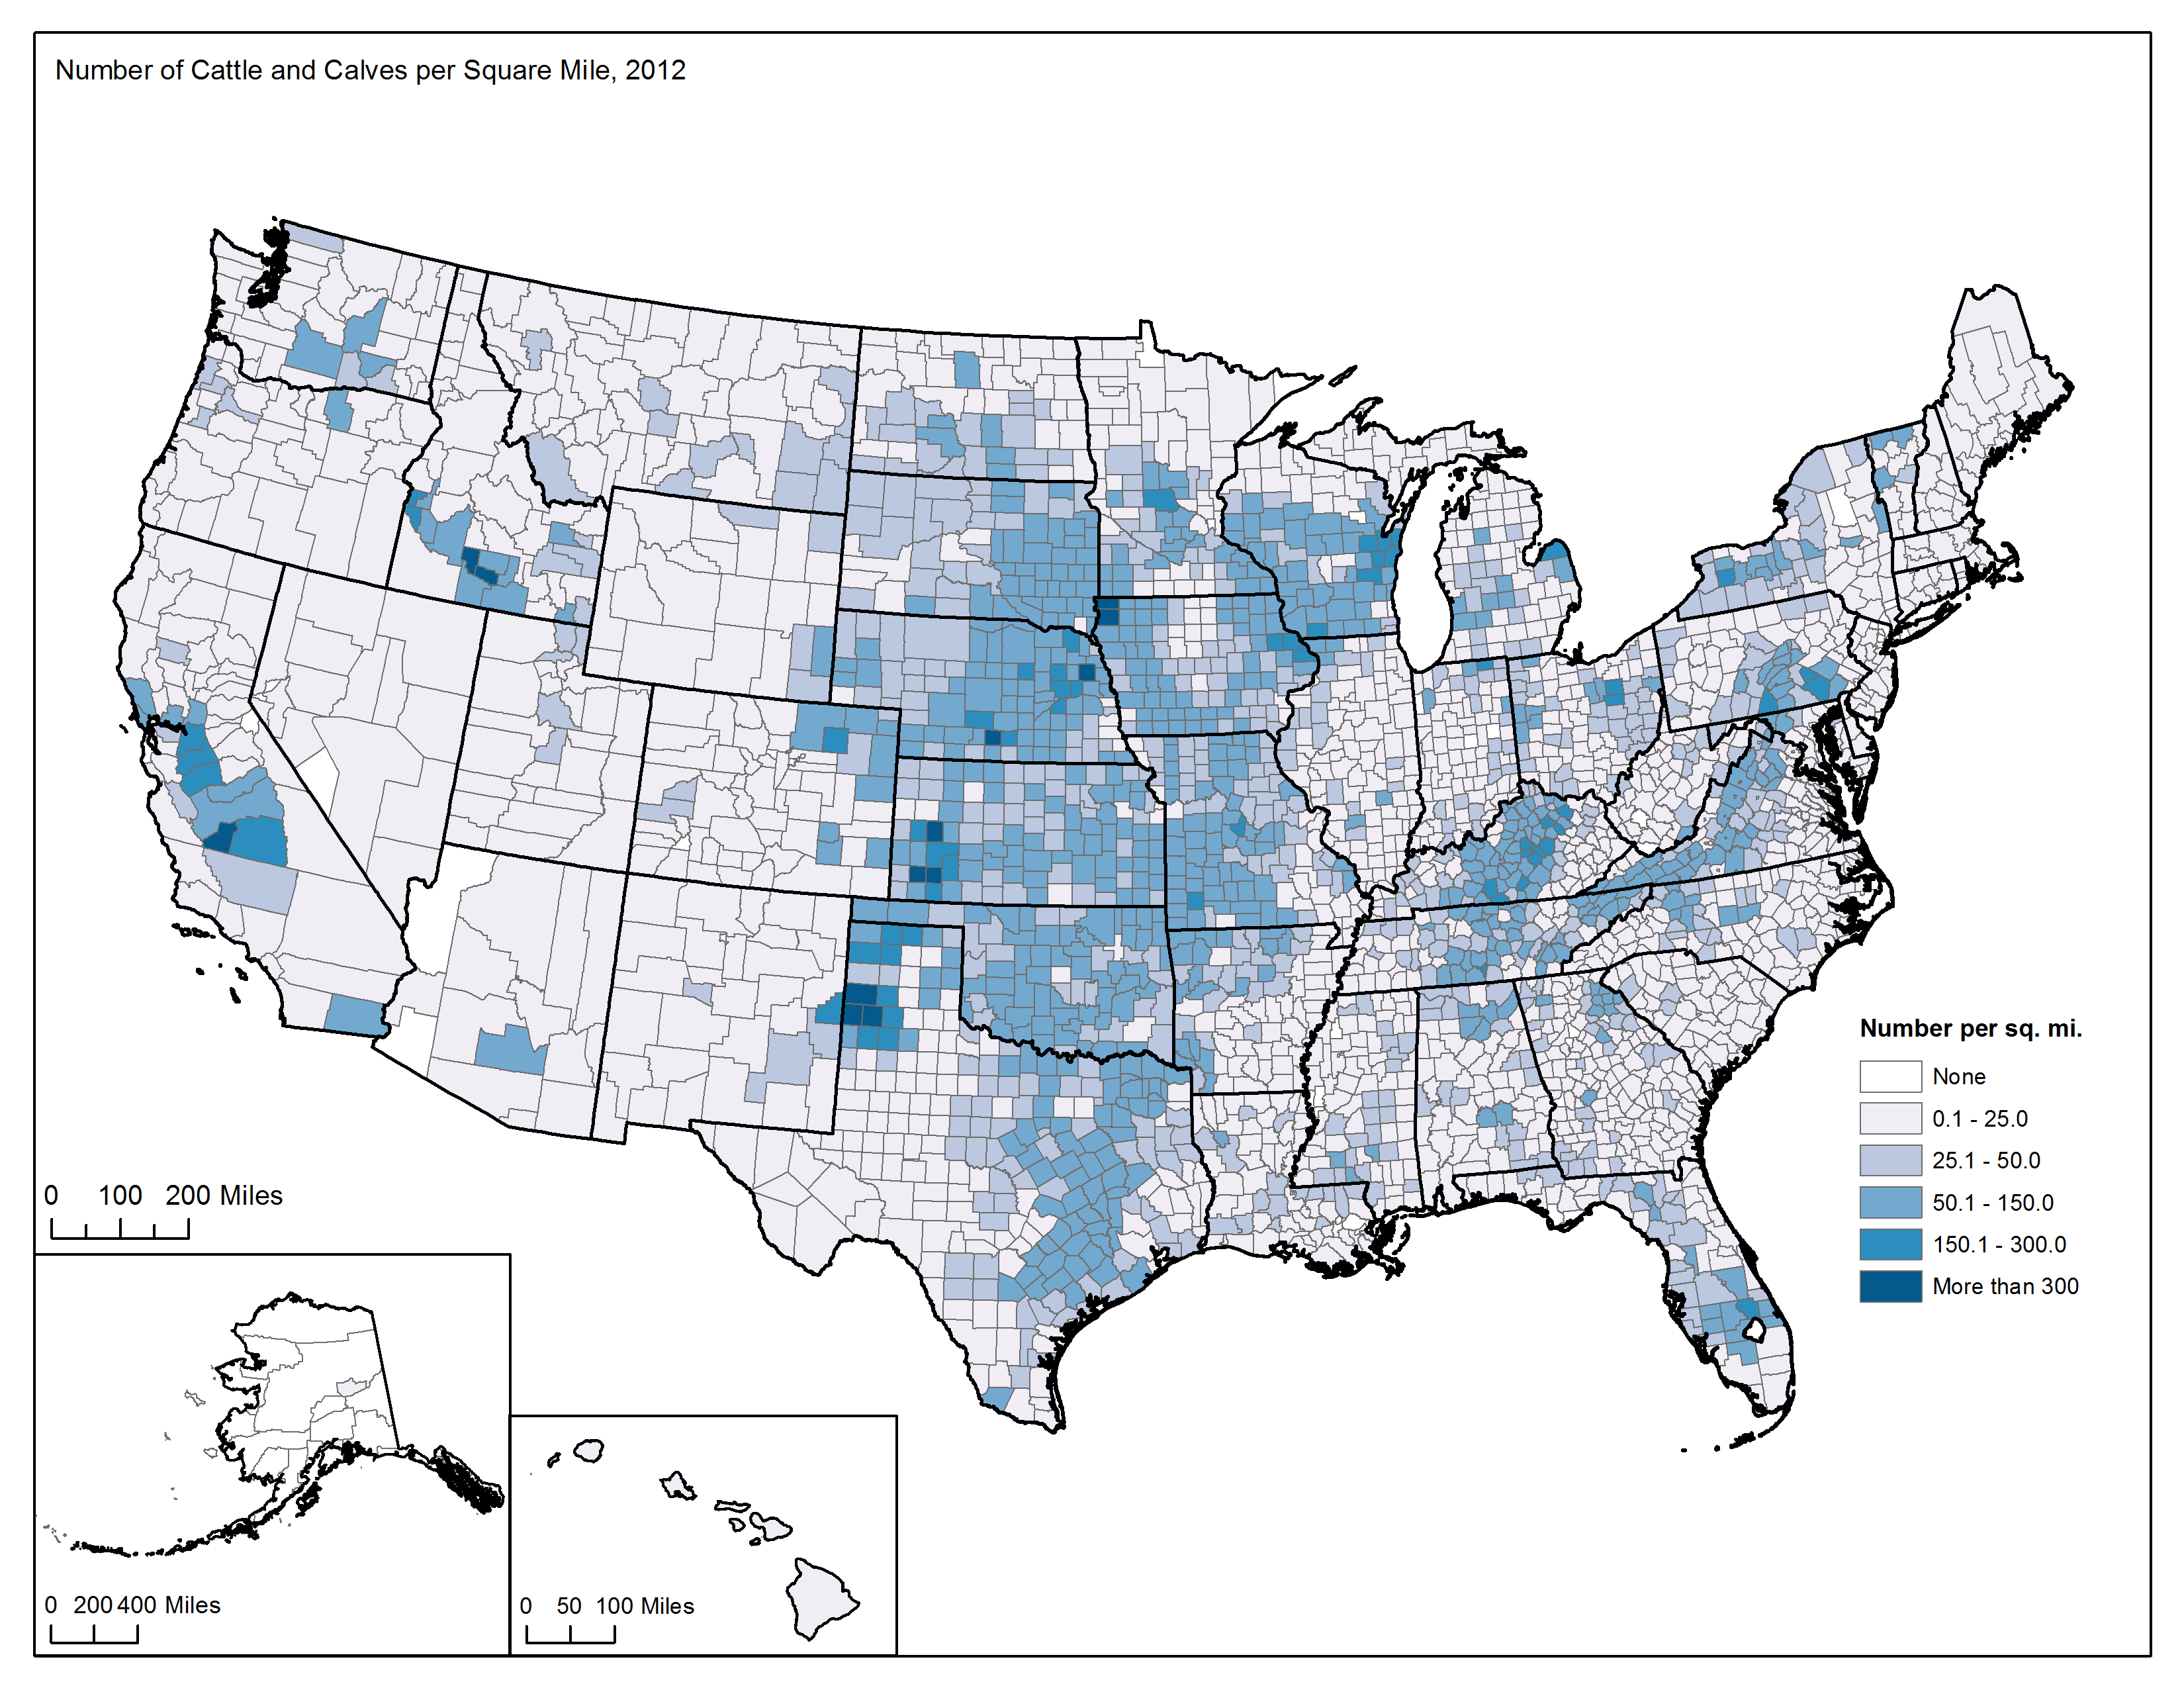 Number of Cattle and Calves per Square Mile, 2012
Number per sq. mi.
None
0.1 - 25.0
25.1 - 50.0
50.1 - 150.0
150.1 - 300.0
More than 300
0 100 200 Miles
0 200 400 Miles
0 50 100 Miles